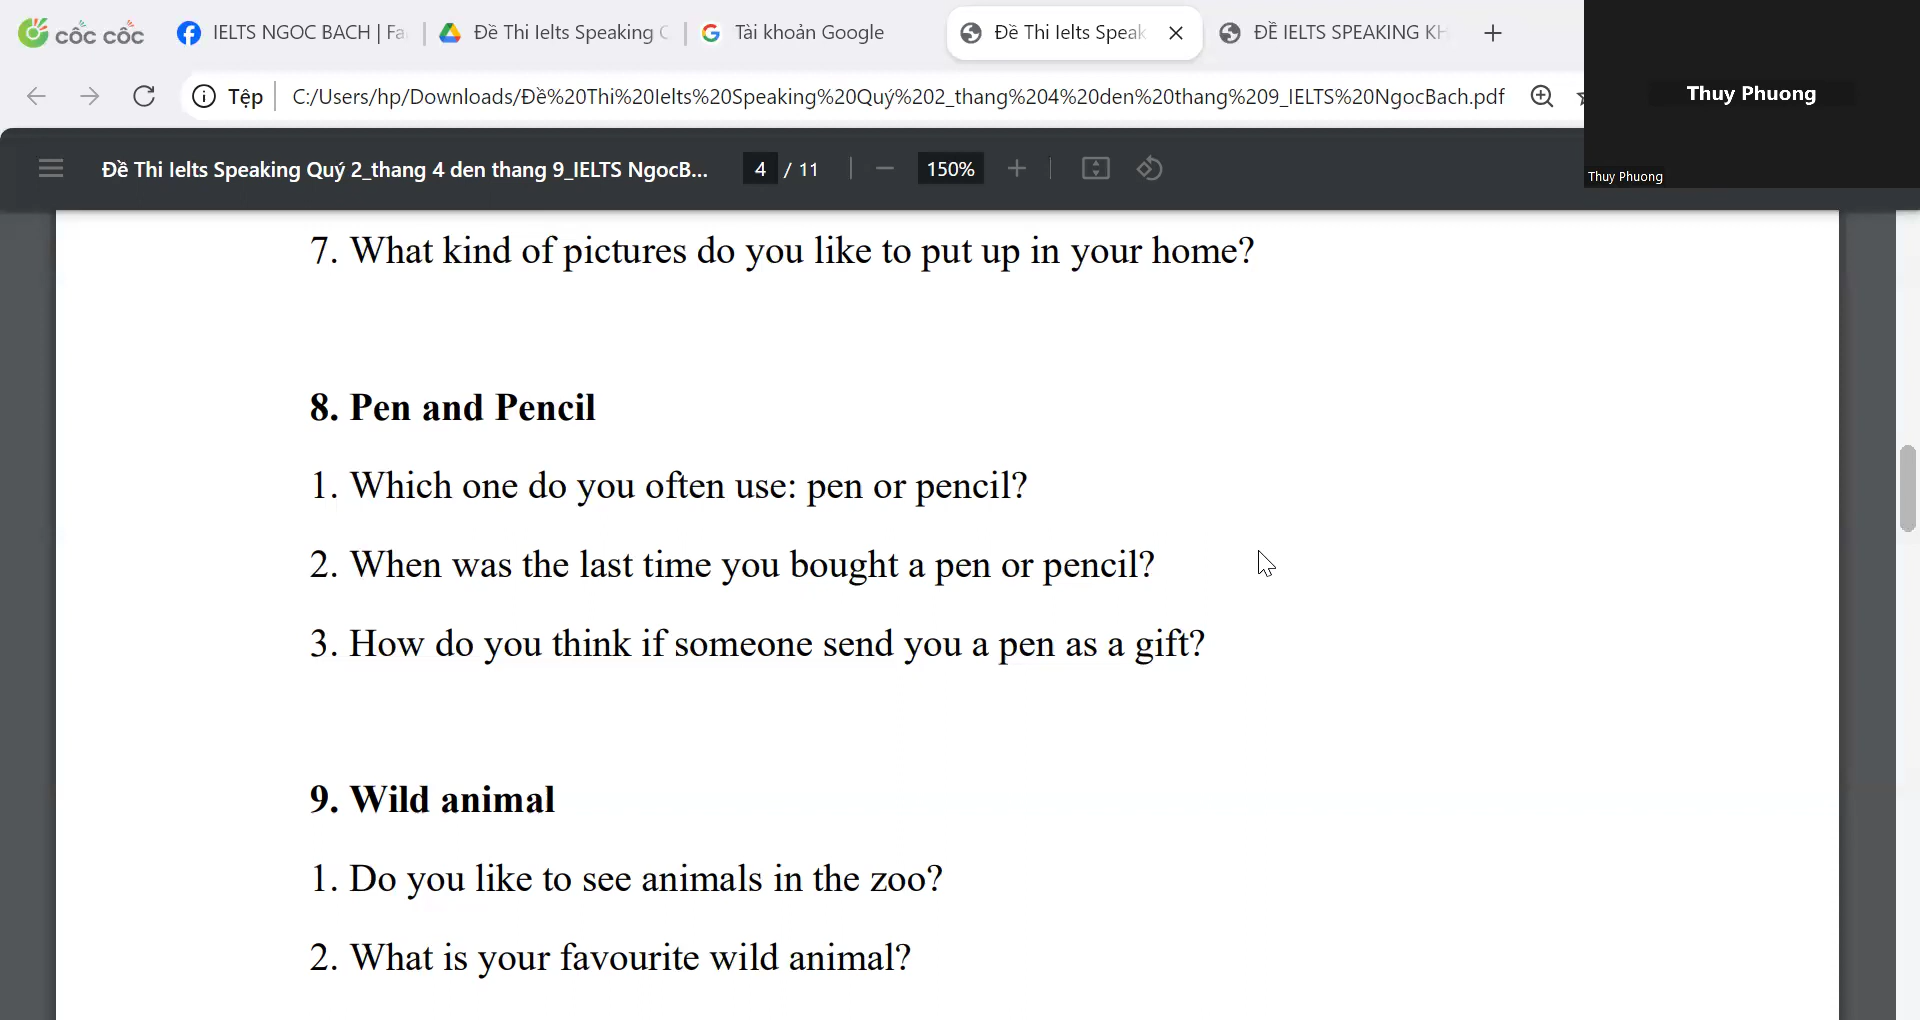 cốc cốc
IELTS NGOC BACH | Fa
Đề Thi Ielts Speaking
Tài khoản Google
Đề Thi Ielts Speak
ĐỀ IELTS SPEAKING KH
Tệp
C:/Users/hp/Downloads/Đề%20Thi%20Ielts%20Speaking%20Quý%202_thang%204%20den%20thang%209_IELTS%20NgocBach.pdf
Thuy Phuong
Thuy Phuong
Đề Thi Ielts Speaking Quý 2_thang 4 den thang 9_IELTS NgocB...
4 / 11
150%
7. What kind of pictures do you like to put up in your home?
8. Pen and Pencil
1. Which one do you often use: pen or pencil?
2. When was the last time you bought a pen or pencil?
3. How do you think if someone send you a pen as a gift?
9. Wild animal
1. Do you like to see animals in the zoo?
2. What is your favourite wild animal?